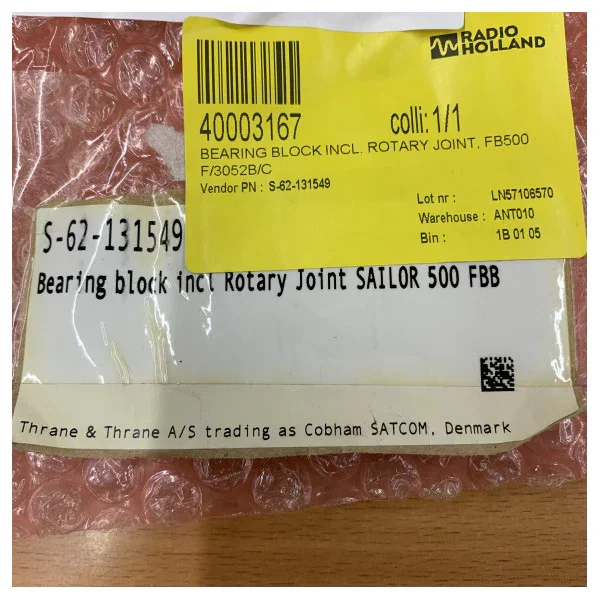 RADIO
HOLLAND
40003167 colli: 1/1
BEARING BLOCK INCL. ROTARY JOINT, FB500
F/3052B/C
Vendor PN : S-62-131549
Lot nr : LN57106570
Warehouse : ANT010
Bin : 1B 01 05
S-62-131549
Bearing block incl Rotary Joint SAILOR 500 FBB
Thrane & Thrane A/S trading as Cobham SATCOM, Denmark